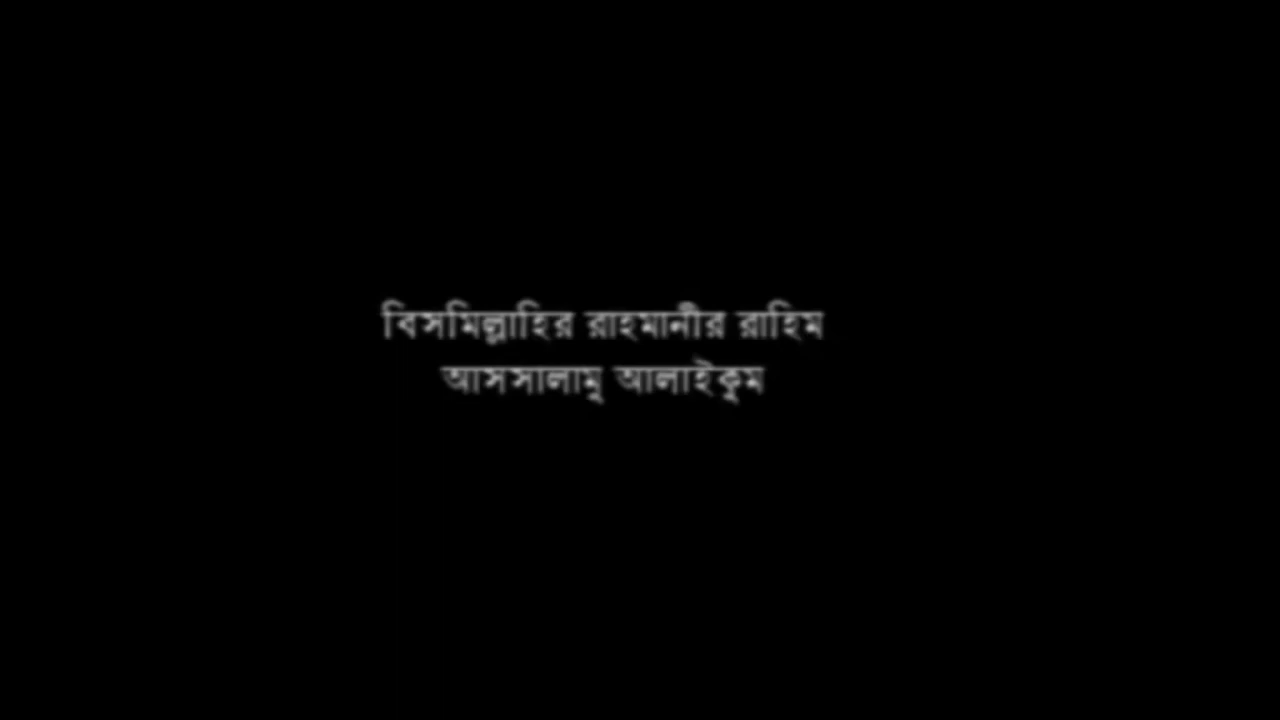 বিসমিল্লাহির রাহমানীর রাহিম
আসসালামু আলাইকুম